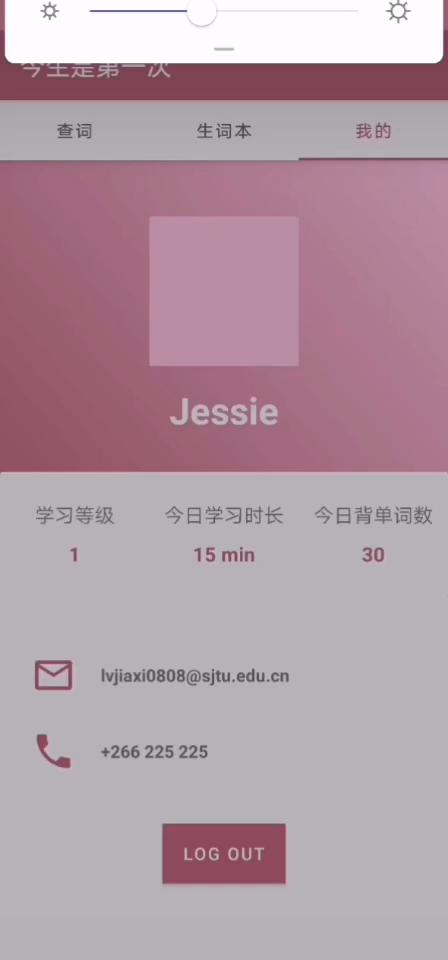 今生是第一次
查词 生词本 我的
Jessie
学习等级 今日学习时长 今日背单词数
1 15 min 30
lvjiaxi0808@sjtu.edu.cn
+266 225 225
LOG OUT